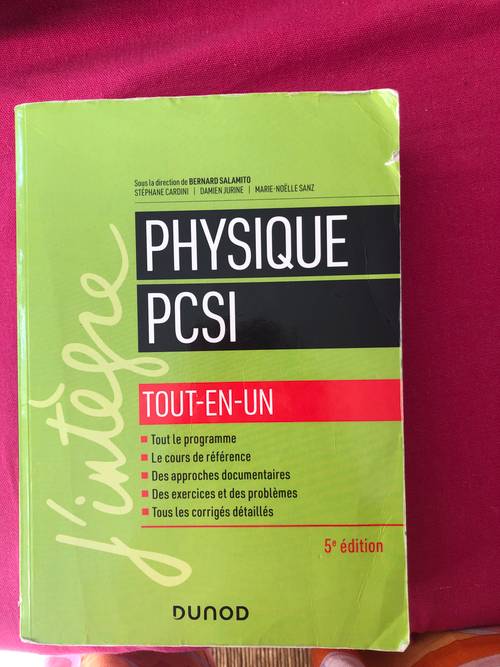 Sous la direction de BERNARD SALAMITO
STÉPHANE CARDINI | DAMIEN JURINE | MARIE-NOËLLE SANZ
PHYSIQUE
PCSI
j'intègre
TOUT-EN-UN
■ Tout le programme
■ Le cours de référence
■ Des approches documentaires
■ Des exercices et des problèmes
■ Tous les corrigés détaillés
5e édition
DUNOD